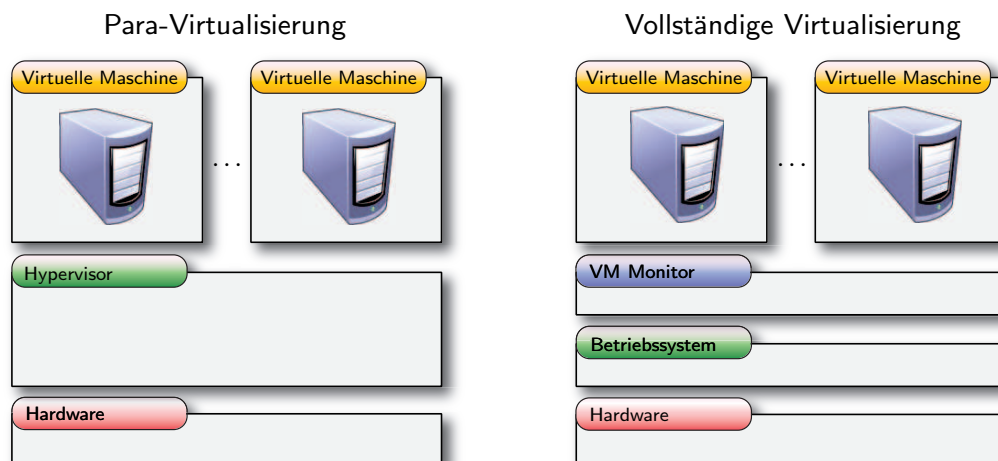 Para-Virtualisierung
Virtuelle Maschine
Virtuelle Maschine
...
Hypervisor
Hardware
Vollständige Virtualisierung
Virtuelle Maschine
Virtuelle Maschine
...
VM Monitor
Betriebssystem
Hardware